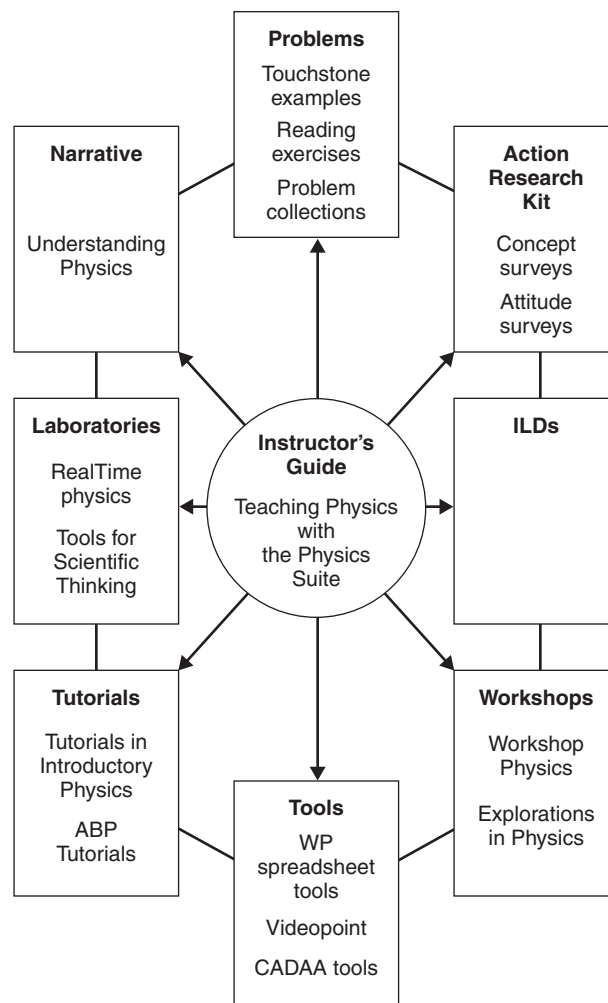 Problems
Touchstone
examples
Reading
exercises
Problem
collections
Narrative
Understanding
Physics
Action
Research
Kit
Concept
surveys
Attitude
surveys
Laboratories
RealTime
physics
Tools for
Scientific
Thinking
Instructor's
Guide
Teaching Physics
with
the Physics
Suite
ILDs
Tutorials
Tutorials in
Introductory
Physics
ABP
Tutorials
Tools
WP
spreadsheet
tools
Videopoint
CADAA tools
Workshops
Workshop
Physics
Explorations
in Physics